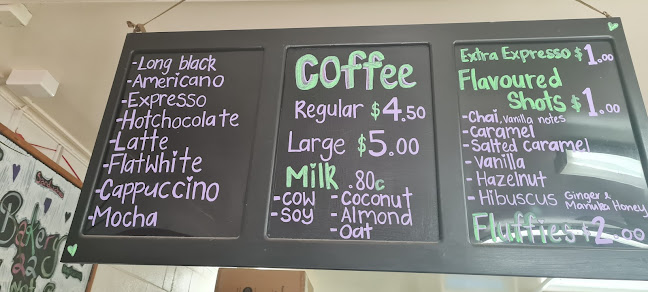 -Long black
-Americano
-Expresso
-Hotchocolate
-Latte
-Flatwhite
-Cappuccino
-Mocha
Coffee
Regular $4.50
Large $5.00
Milk .80c
-cow -Coconut
-soy -Almond
-Oat
Extra Expresso $1.00
Flavoured
Shots $1.00
-Chai, vanilla notes
-caramel
-Salted caramel
-vanilla
-Hazelnut
-Hibuscus Ginger &
Manuka Honey
Fluffies $2.00
Bakery